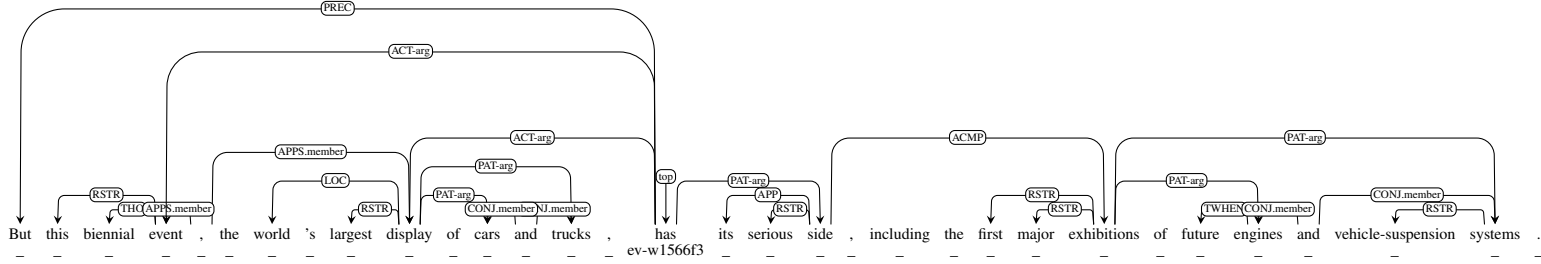 PREC
ACT-arg
ACT-arg ACMP PAT-arg
APPS.member PAT-arg
LOC top PAT-arg PAT-arg
RSTR PAT-arg APP RSTR CONJ.member
APPS.member RSTR CONJ.member RSTR RSTR TWHEN CONJ.member RSTR
But this biennial event , the world 's largest display of cars and trucks , has its serious side , including the first major exhibitions of future engines and vehicle-suspension systems .
_ _ _ _ _ _ _ _ _ _ _ _ _ _ _ ev-w1566f3 _ _ _ _ _ _ _ _ _ _ _ _ _ _ _ _